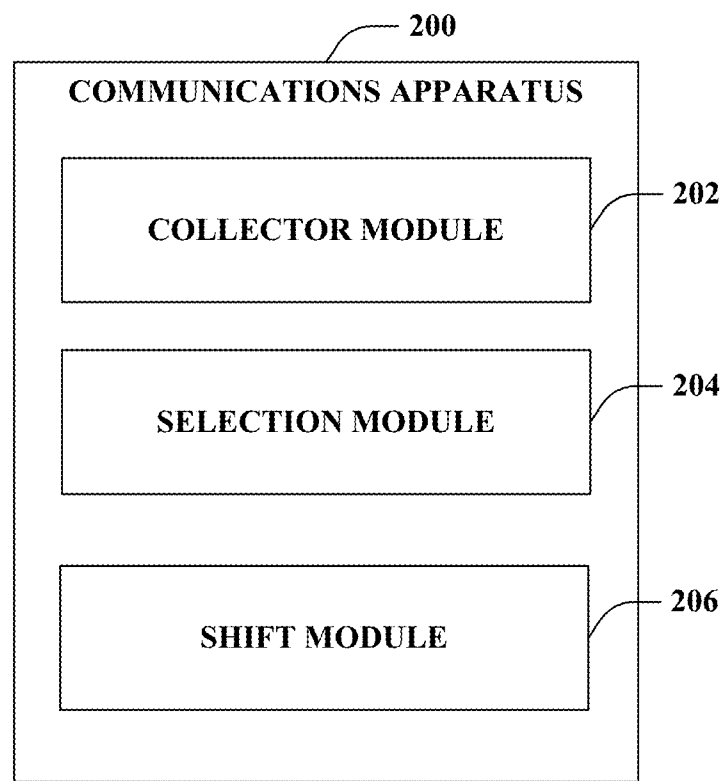 200
COMMUNICATIONS APPARATUS
COLLECTOR MODULE
202
SELECTION MODULE
204
SHIFT MODULE
206